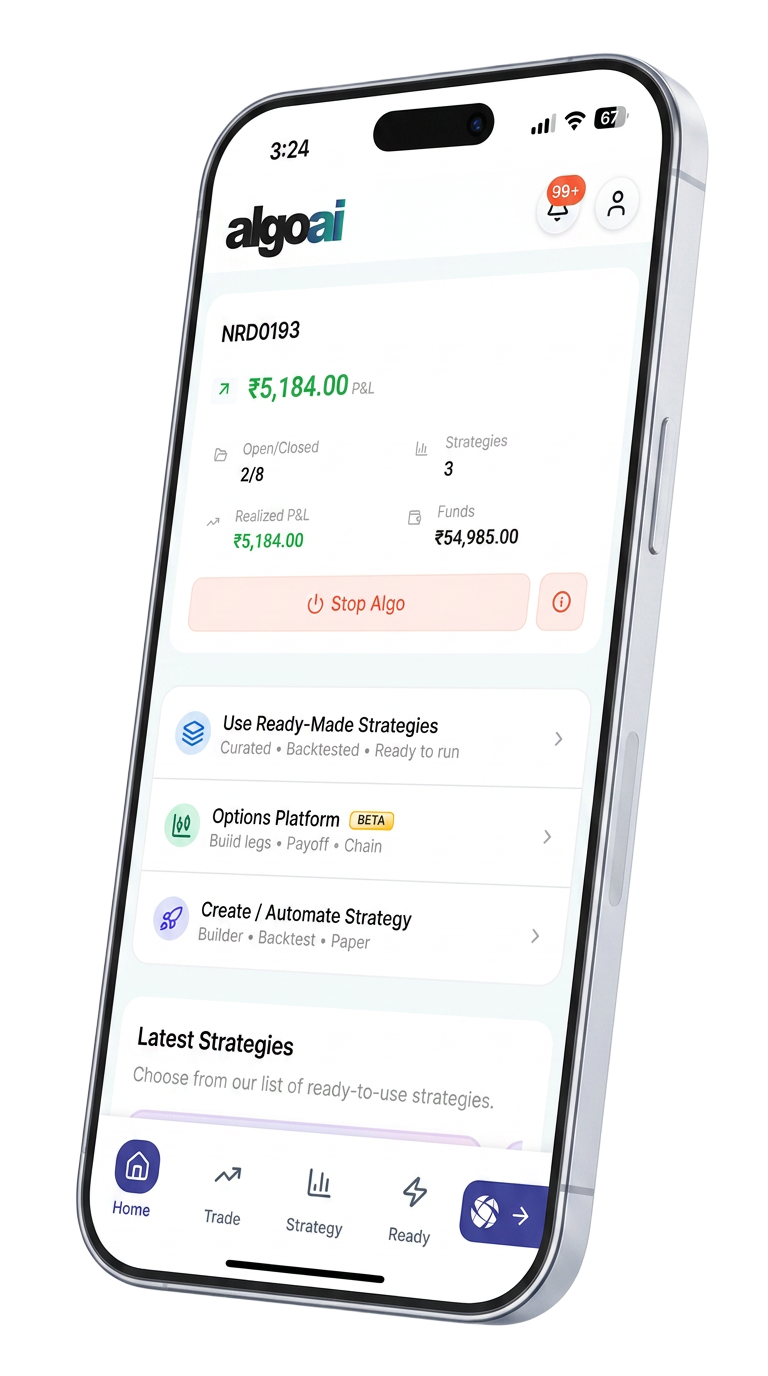 3:24
67
algoai
99+
NRD0193
₹5,184.00 P&L
Open/Closed
2/8
Strategies
3
Realized P&L
₹5,184.00
Funds
₹54,985.00
Stop Algo
Use Ready-Made Strategies
Curated • Backtested • Ready to run
Options Platform BETA
Build legs • Payoff • Chain
Create / Automate Strategy
Builder • Backtest • Paper
Latest Strategies
Choose from our list of ready-to-use strategies.
Home
Trade
Strategy
Ready